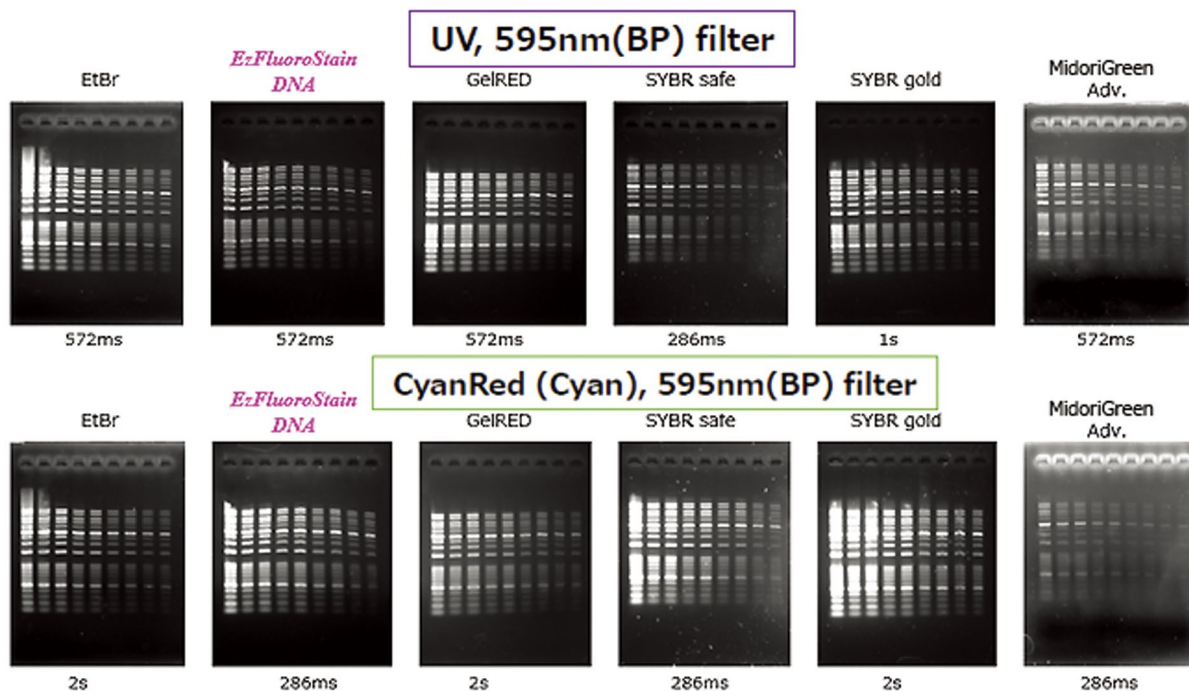 UV, 595nm(BP) filter
EtBr
EzFluoroStain
DNA
GelRED
SYBR safe
SYBR gold
MidoriGreen
Adv.
572ms
572ms
572ms
286ms
1s
572ms
CyanRed (Cyan), 595nm(BP) filter
EtBr
EzFluoroStain
DNA
GelRED
SYBR safe
SYBR gold
MidoriGreen
Adv.
2s
286ms
2s
286ms
2s
286ms